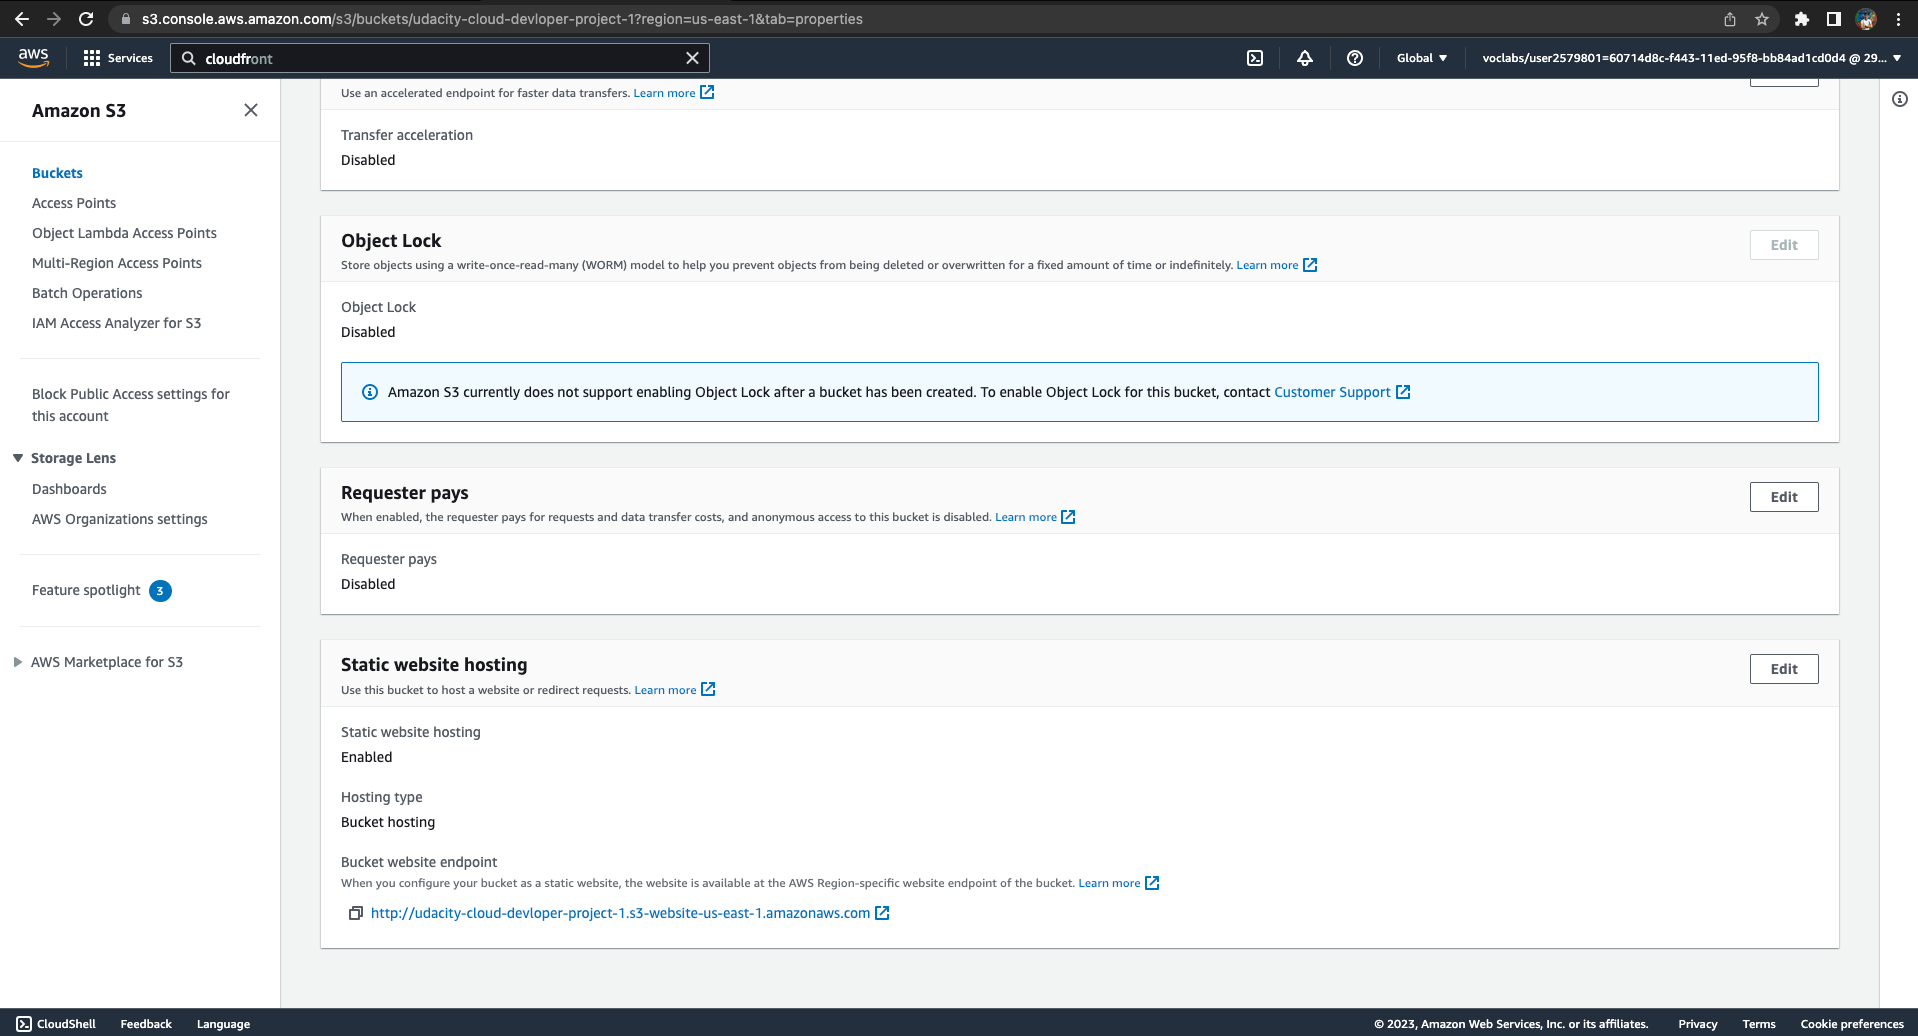 s3.console.aws.amazon.com/s3/buckets/udacity-cloud-devloper-project-1?region=us-east-1&tab=properties
aws
Services
cloudfront
Global
voclabs/user2579801=60714d8c-f443-11ed-95f8-bb84ad1cd0d4 @ 29...
Amazon S3
Buckets
Access Points
Object Lambda Access Points
Multi-Region Access Points
Batch Operations
IAM Access Analyzer for S3
Block Public Access settings for
this account
Storage Lens
Dashboards
AWS Organizations settings
Feature spotlight 3
AWS Marketplace for S3
Use an accelerated endpoint for faster data transfers. Learn more
Transfer acceleration
Disabled
Object Lock
Edit
Store objects using a write-once-read-many (WORM) model to help you prevent objects from being deleted or overwritten for a fixed amount of time or indefinitely. Learn more
Object Lock
Disabled
Amazon S3 currently does not support enabling Object Lock after a bucket has been created. To enable Object Lock for this bucket, contact Customer Support
Requester pays
Edit
When enabled, the requester pays for requests and data transfer costs, and anonymous access to this bucket is disabled. Learn more
Requester pays
Disabled
Static website hosting
Edit
Use this bucket to host a website or redirect requests. Learn more
Static website hosting
Enabled
Hosting type
Bucket hosting
Bucket website endpoint
When you configure your bucket as a static website, the website is available at the AWS Region-specific website endpoint of the bucket. Learn more
http://udacity-cloud-devloper-project-1.s3-website-us-east-1.amazonaws.com
CloudShell
Feedback
Language
© 2023, Amazon Web Services, Inc. or its affiliates.
Privacy
Terms
Cookie preferences